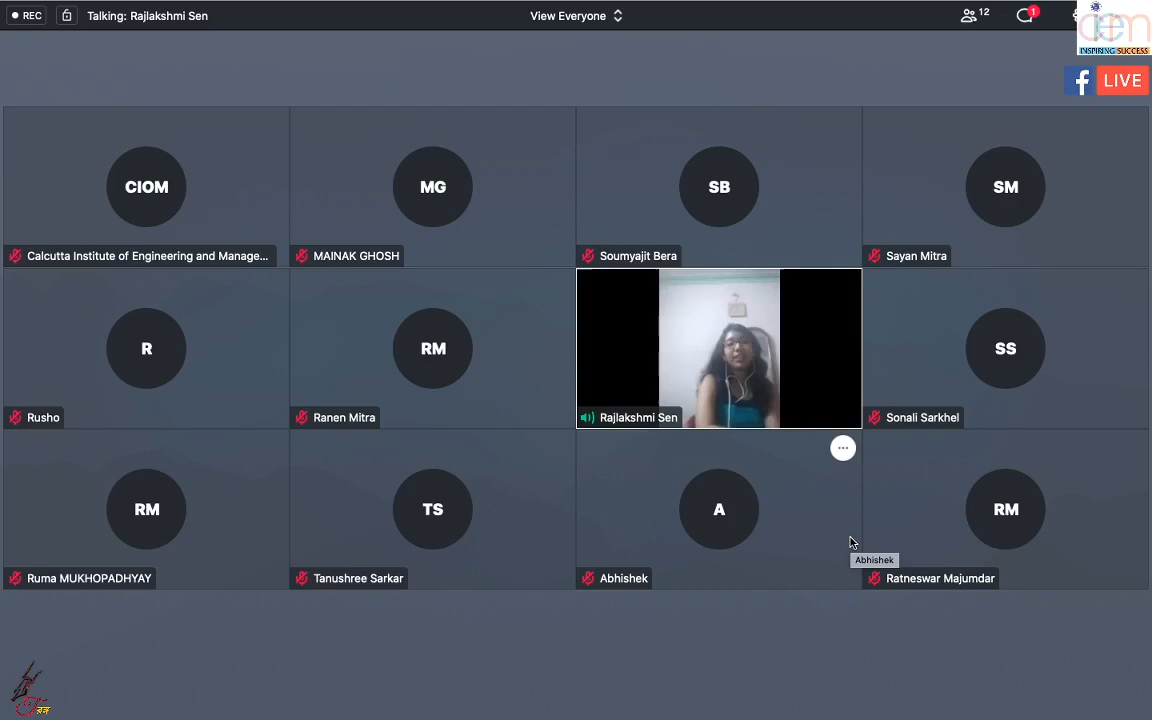 REC
Talking: Rajlakshmi Sen
View Everyone
12
1
INSPIRING SUCCESS
f LIVE
CIOM
MG
SB
SM
Calcutta Institute of Engineering and Manage...
MAINAK GHOSH
Soumyajit Bera
Sayan Mitra
R
RM
SS
Rusho
Ranen Mitra
Rajlakshmi Sen
Sonali Sarkhel
RM
TS
A
RM
Abhishek
Ruma MUKHOPADHYAY
Tanushree Sarkar
Abhishek
Ratneswar Majumdar